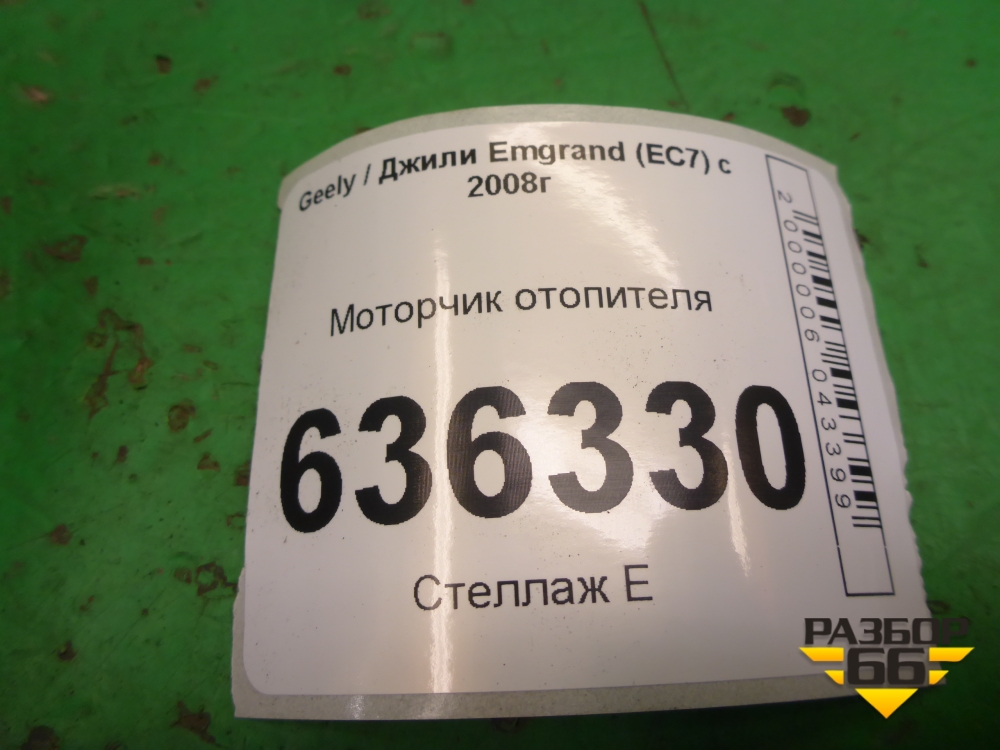 Geely / Джили Emgrand (EC7) с
2008г
Моторчик отопителя
636330
Стеллаж Е
2000006043399
РАЗБОР
66